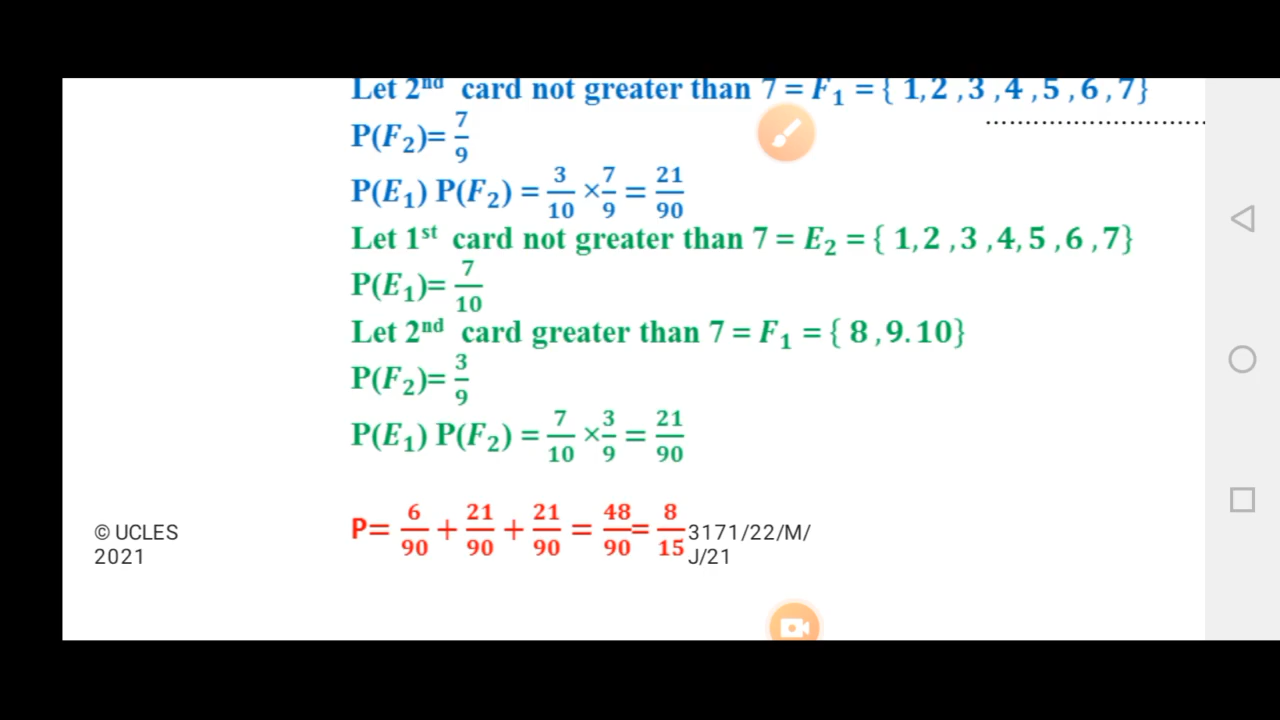 Let 2ⁿᵈ card not greater than 7 = F₁ = { 1,2 ,3 ,4 ,5 ,6 ,7}
P(F₂)= 7/9
P(E₁) P(F₂) = 3/10 × 7/9 = 21/90
Let 1ˢᵗ card not greater than 7 = E₂ = { 1,2 ,3 ,4,5 ,6 ,7}
P(E₁)= 7/10
Let 2ⁿᵈ card greater than 7 = F₁ = { 8 ,9.10}
P(F₂)= 3/9
P(E₁) P(F₂) = 7/10 × 3/9 = 21/90
P= 6/90 + 21/90 + 21/90 = 48/90 = 8/15
© UCLES
2021
3171/22/M/
J/21